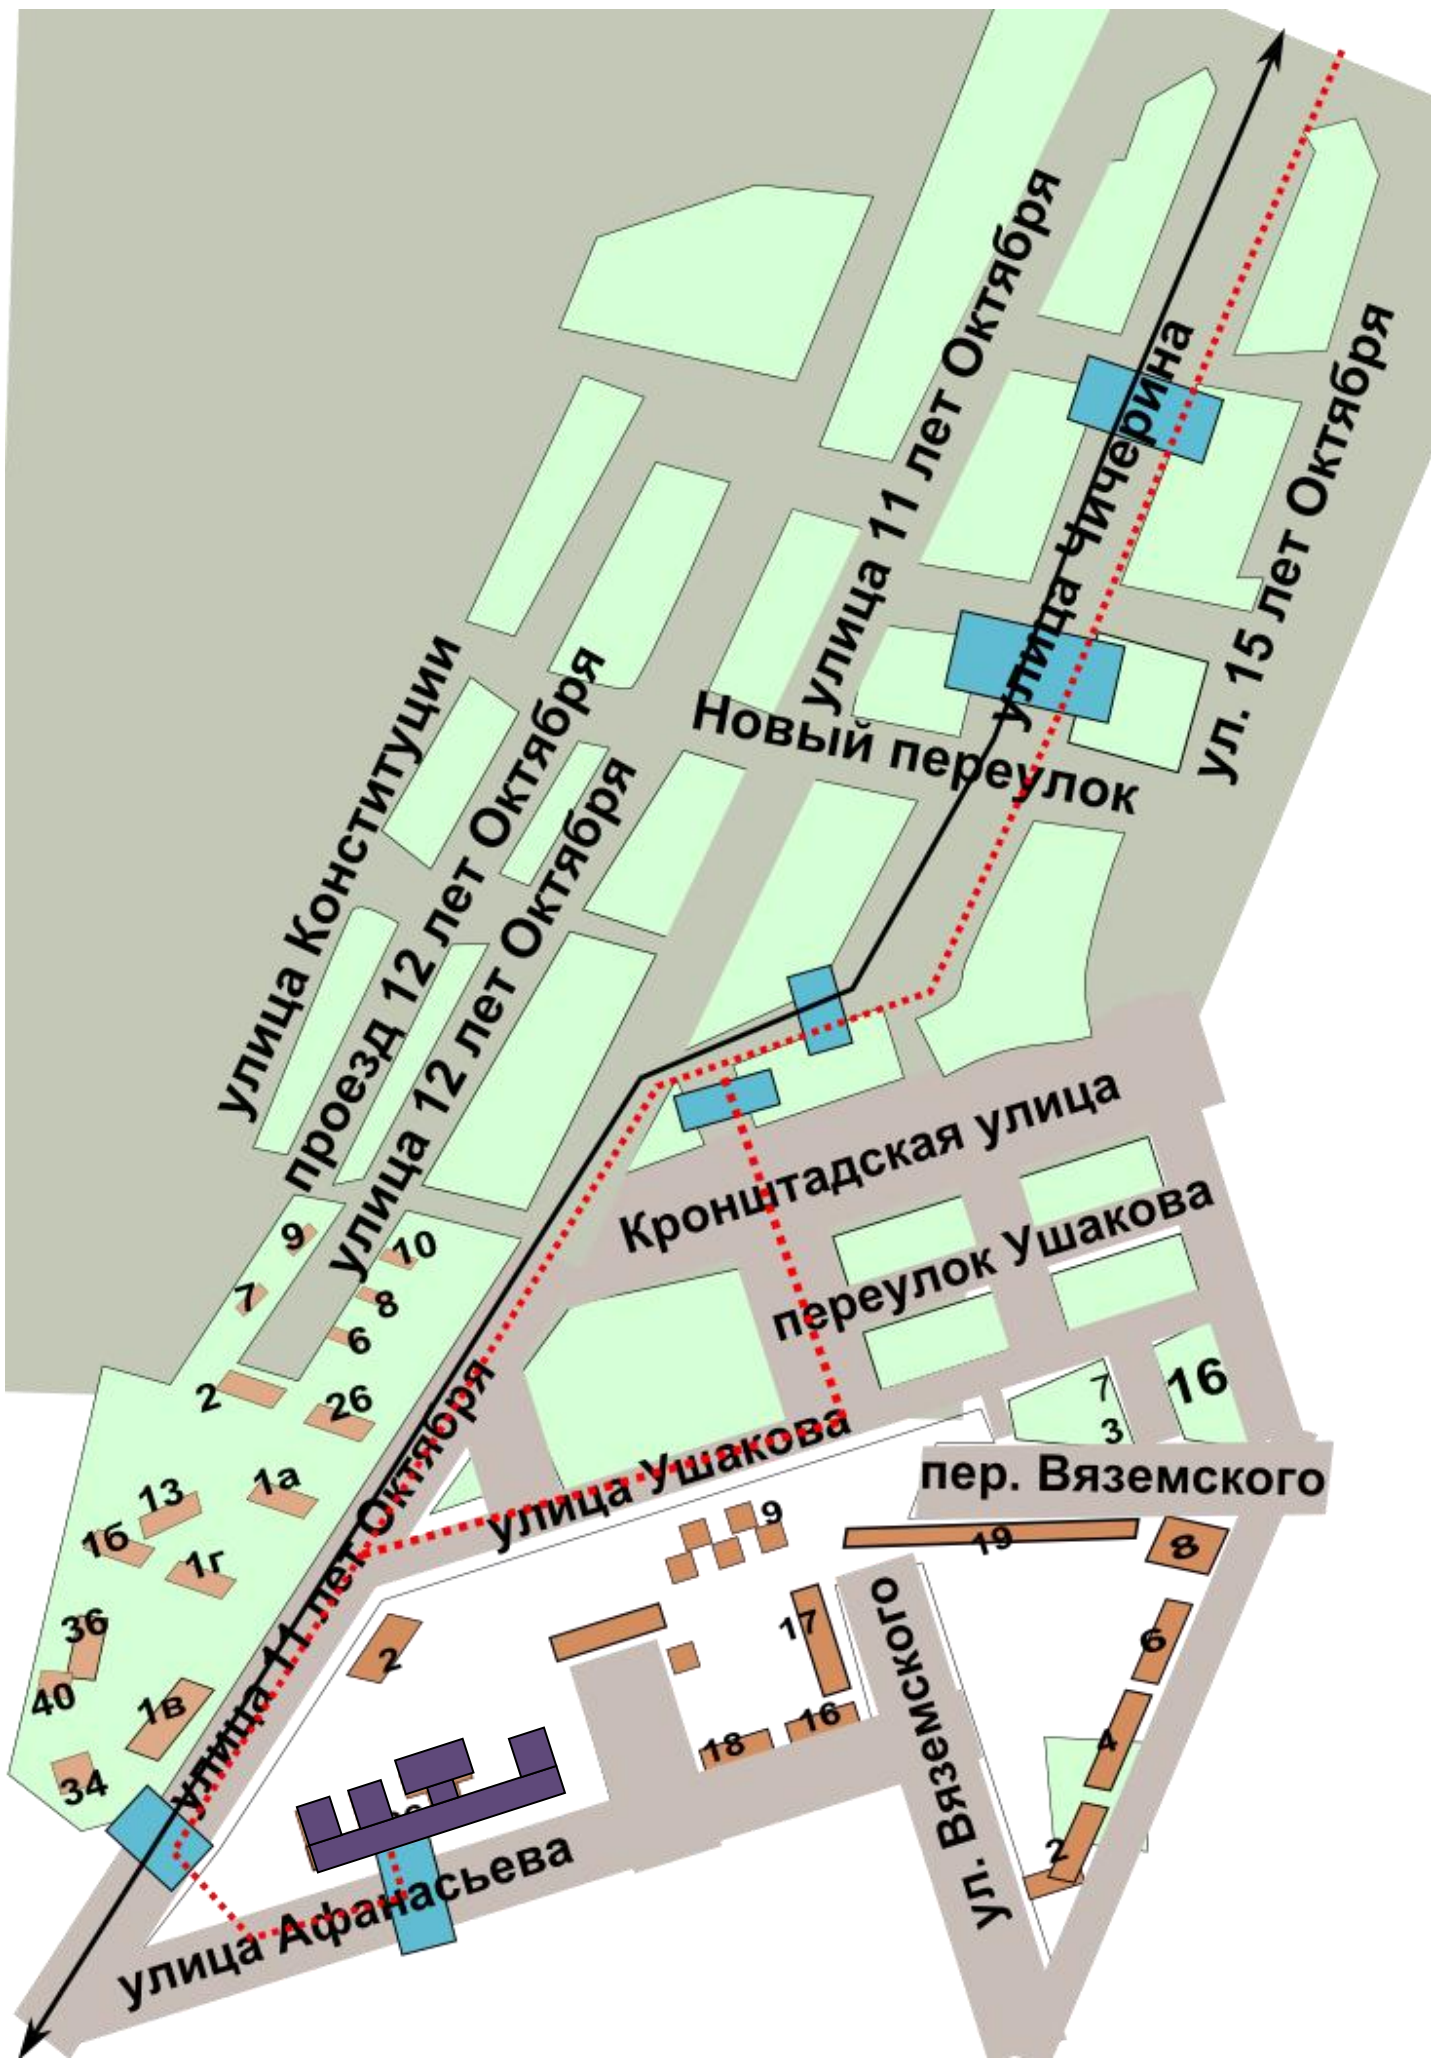 улица 11 лет Октября
улица Чичерина
ул. 15 лет Октября
Новый переулок
улица Конституции
проезд 12 лет Октября
улица 12 лет Октября
Кронштадская улица
переулок Ушакова
9
10
7
8
6
2
26
7
3
16
улица Ушакова
пер. Вяземского
1а
13
1б
1г
9
19
8
улица 11 лет Октября
36
40
1в
34
2
17
16
18
ул. Вяземского
6
4
2
улица Афанасьева